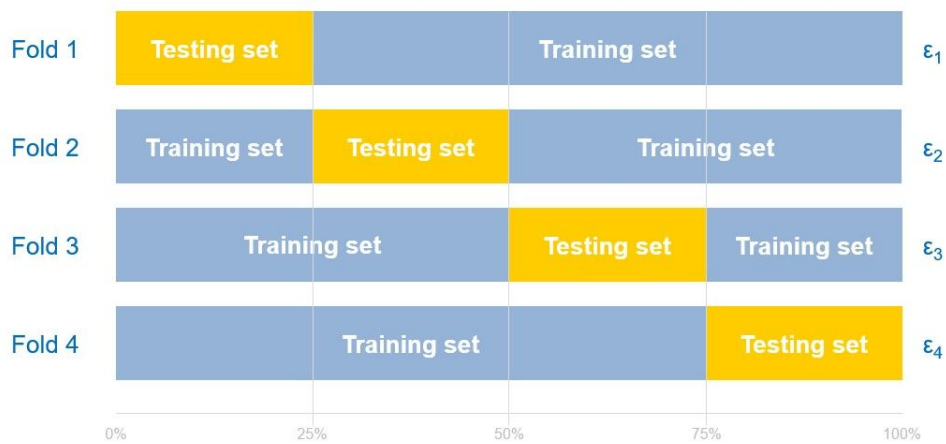 Fold 1 Testing set Training set ε₁
Fold 2 Training set Testing set Training set ε₂
Fold 3 Training set Testing set Training set ε₃
Fold 4 Training set Testing set ε₄
0% 25% 50% 75% 100%